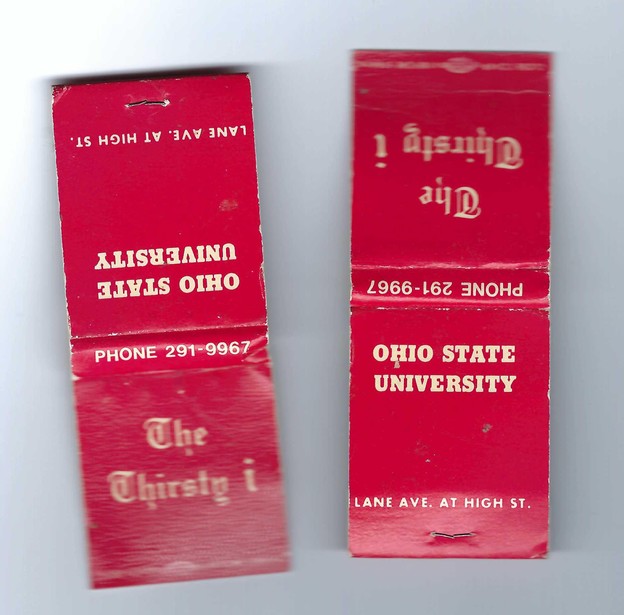 LANE AVE. AT HIGH ST.
OHIO STATE
UNIVERSITY
PHONE 291-9967
The
Thirsty i
The
Thirsty i
PHONE 291-9967
OHIO STATE
UNIVERSITY
LANE AVE. AT HIGH ST.